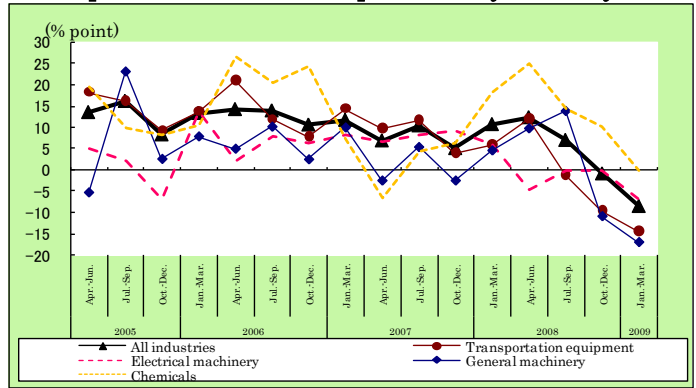 (% point)
30
25
20
15
10
5
0
−5
−10
−15
−20
Apr.-Jun.
Jul.-Sep.
Oct.-Dec.
Jan.-Mar.
Apr.-Jun.
Jul.-Sep.
Oct.-Dec.
Jan.-Mar.
Apr.-Jun.
Jul.-Sep.
Oct.-Dec.
Jan.-Mar.
Apr.-Jun.
Jul.-Sep.
Oct.-Dec.
Jan.-Mar.
2005 2006 2007 2008 2009
All industries Transportation equipment
Electrical machinery General machinery
Chemicals